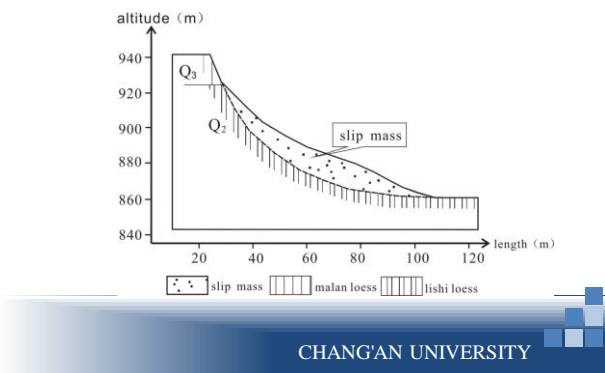 altitude（m）
940
Q₃
920
Q₂
900
slip mass
880
860
840
length（m）
20 40 60 80 100 120
slip mass malan loess lishi loess
CHANG'AN UNIVERSITY